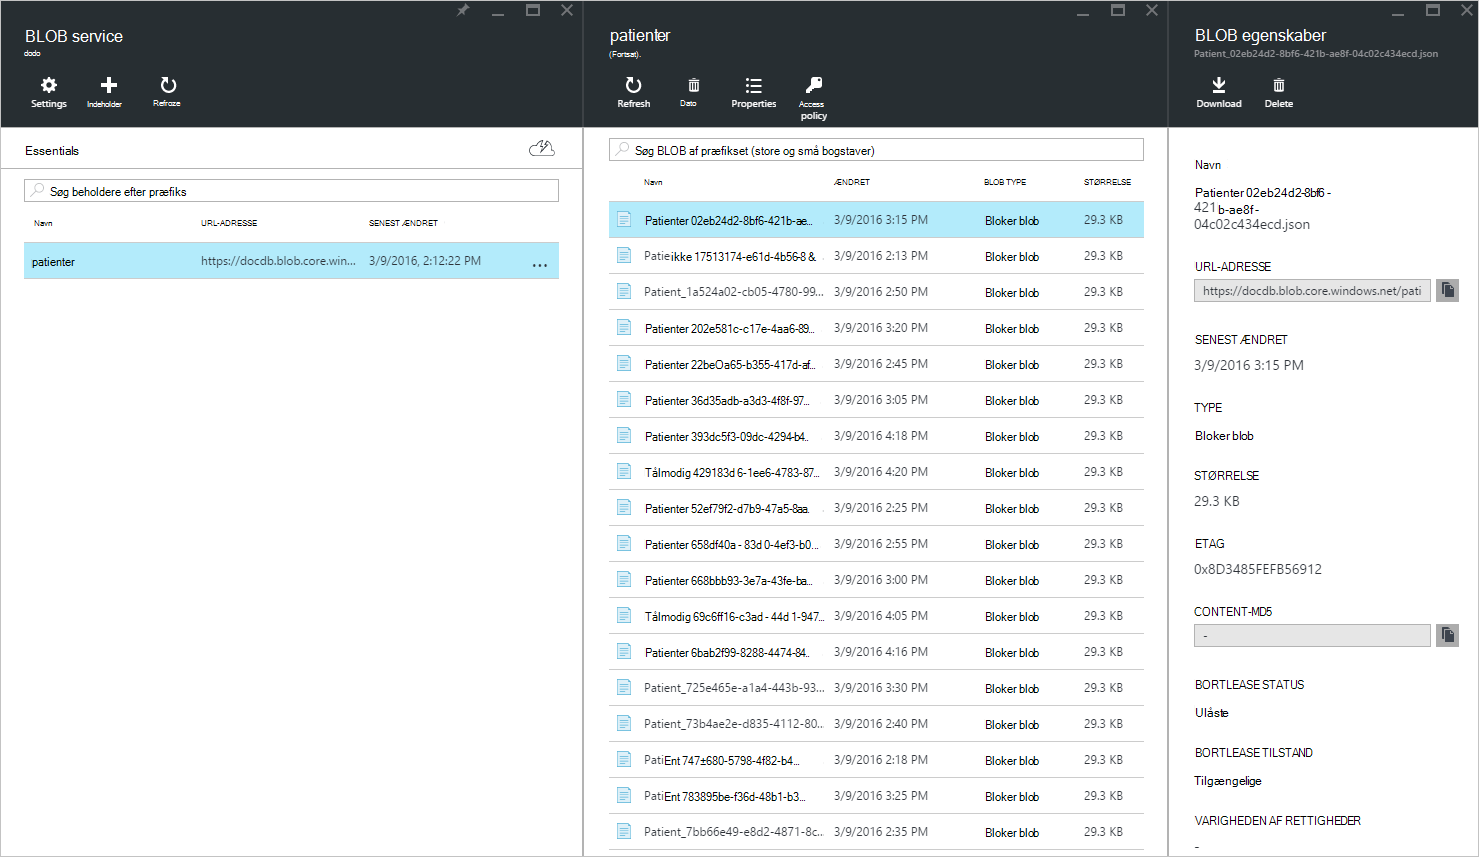 BLOB service
dodo
Settings
Indeholder
Refroze
Essentials
Søg beholdere efter præfiks
Navn URL-ADRESSE SENEST ÆNDRET
patienter https://docdb.blob.core.win... 3/9/2016, 2:12:22 PM ...
patienter
(Fortsat).
Refresh
Dato
Properties
Access
policy
Søg BLOB af præfikset (store og små bogstaver)
Navn ÆNDRET BLOB TYPE STØRRELSE
Patienter 02eb24d2-8bf6-421b-ae... 3/9/2016 3:15 PM Bloker blob 29.3 KB
Patieikke 17513174-e61d-4b56-8 & 3/9/2016 2:13 PM Bloker blob 29.3 KB
Patient_1a524a02-cb05-4780-99... 3/9/2016 2:50 PM Bloker blob 29.3 KB
Patienter 202e581c-c17e-4aa6-89... 3/9/2016 3:20 PM Bloker blob 29.3 KB
Patienter 22beOa65-b355-417d-af... 3/9/2016 2:45 PM Bloker blob 29.3 KB
Patienter 36d35adb-a3d3-4f8f-97... 3/9/2016 3:05 PM Bloker blob 29.3 KB
Patienter 393dc5f3-09dc-4294-b4.. 3/9/2016 4:18 PM Bloker blob 29.3 KB
Tålmodig 429183d 6-1ee6-4783-87... 3/9/2016 4:20 PM Bloker blob 29.3 KB
Patienter 52ef79f2-d7b9-47a5-8aa. 3/9/2016 2:25 PM Bloker blob 29.3 KB
Patienter 658df40a - 83d 0-4ef3-b0... 3/9/2016 2:55 PM Bloker blob 29.3 KB
Patienter 668bbb93-3e7a-43fe-ba... 3/9/2016 3:00 PM Bloker blob 29.3 KB
Tålmodig 69c6ff16-c3ad - 44d 1-947... 3/9/2016 4:05 PM Bloker blob 29.3 KB
Patienter 6bab2f99-8288-4474-84.. 3/9/2016 4:16 PM Bloker blob 29.3 KB
Patient_725e465e-a1a4-443b-93... 3/9/2016 3:30 PM Bloker blob 29.3 KB
Patient_73b4ae2e-d835-4112-80... 3/9/2016 2:40 PM Bloker blob 29.3 KB
PatiEnt 747±680-5798-4f82-b4... 3/9/2016 2:18 PM Bloker blob 29.3 KB
PatiEnt 783895be-f36d-48b1-b3... 3/9/2016 3:25 PM Bloker blob 29.3 KB
Patient_7bb66e49-e8d2-4871-8c... 3/9/2016 2:35 PM Bloker blob 29.3 KB
BLOB egenskaber
Patient_02eb24d2-8bf6-421b-ae8f-04c02c434ecd.json
Download
Delete
Navn
Patienter 02eb24d2-8bf6 -
421b-ae8f -
04c02c434ecd.json
URL-ADRESSE
https://docdb.blob.core.windows.net/pati
SENEST ÆNDRET
3/9/2016 3:15 PM
TYPE
Bloker blob
STØRRELSE
29.3 KB
ETAG
0x8D3485FEFB56912
CONTENT-MD5
-
BORTLEASE STATUS
Ulåste
BORTLEASE TILSTAND
Tilgængelige
VARIGHEDEN AF RETTIGHEDER
-